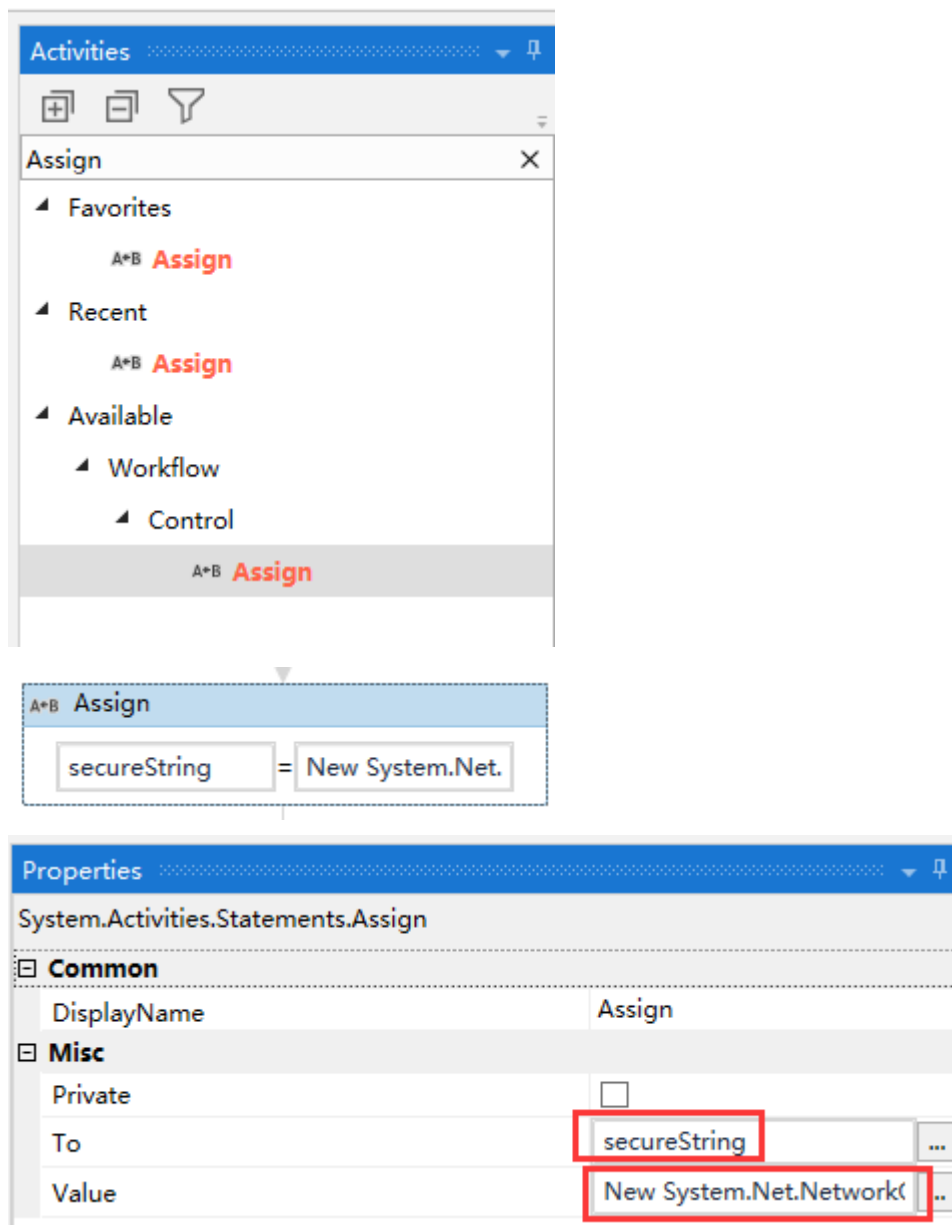 Activities
Assign
Favorites
A+B Assign
Recent
A+B Assign
Available
Workflow
Control
A+B Assign
A+B Assign
secureString = New System.Net.
Properties
System.Activities.Statements.Assign
Common
DisplayName Assign
Misc
Private
To secureString ...
Value New System.Net.Network( ..